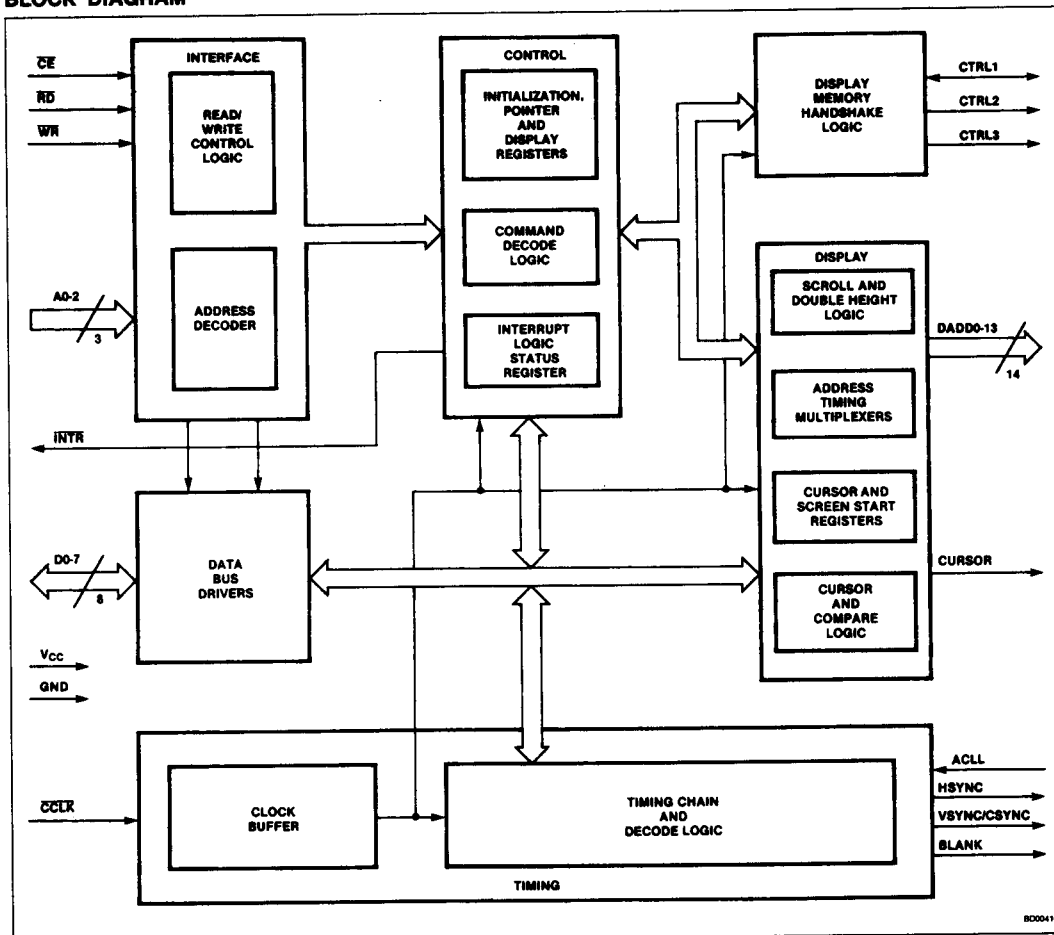 BLOCK DIAGRAM
INTERFACE
READ/
WRITE
CONTROL
LOGIC
ADDRESS
DECODER
CE
RD
WR
A0-2
3
INTR
D0-7
8
DATA
BUS
DRIVERS
VCC
GND
CONTROL
INITIALIZATION,
POINTER
AND
DISPLAY
REGISTERS
COMMAND
DECODE
LOGIC
INTERRUPT
LOGIC
STATUS
REGISTER
DISPLAY
MEMORY
HANDSHAKE
LOGIC
CTRL1
CTRL2
CTRL3
DISPLAY
SCROLL AND
DOUBLE HEIGHT
LOGIC
ADDRESS
TIMING
MULTIPLEXERS
CURSOR AND
SCREEN START
REGISTERS
CURSOR
AND
COMPARE
LOGIC
DADD0-13
14
CURSOR
CCLK
CLOCK
BUFFER
TIMING CHAIN
AND
DECODE LOGIC
TIMING
ACLL
HSYNC
VSYNC/CSYNC
BLANK